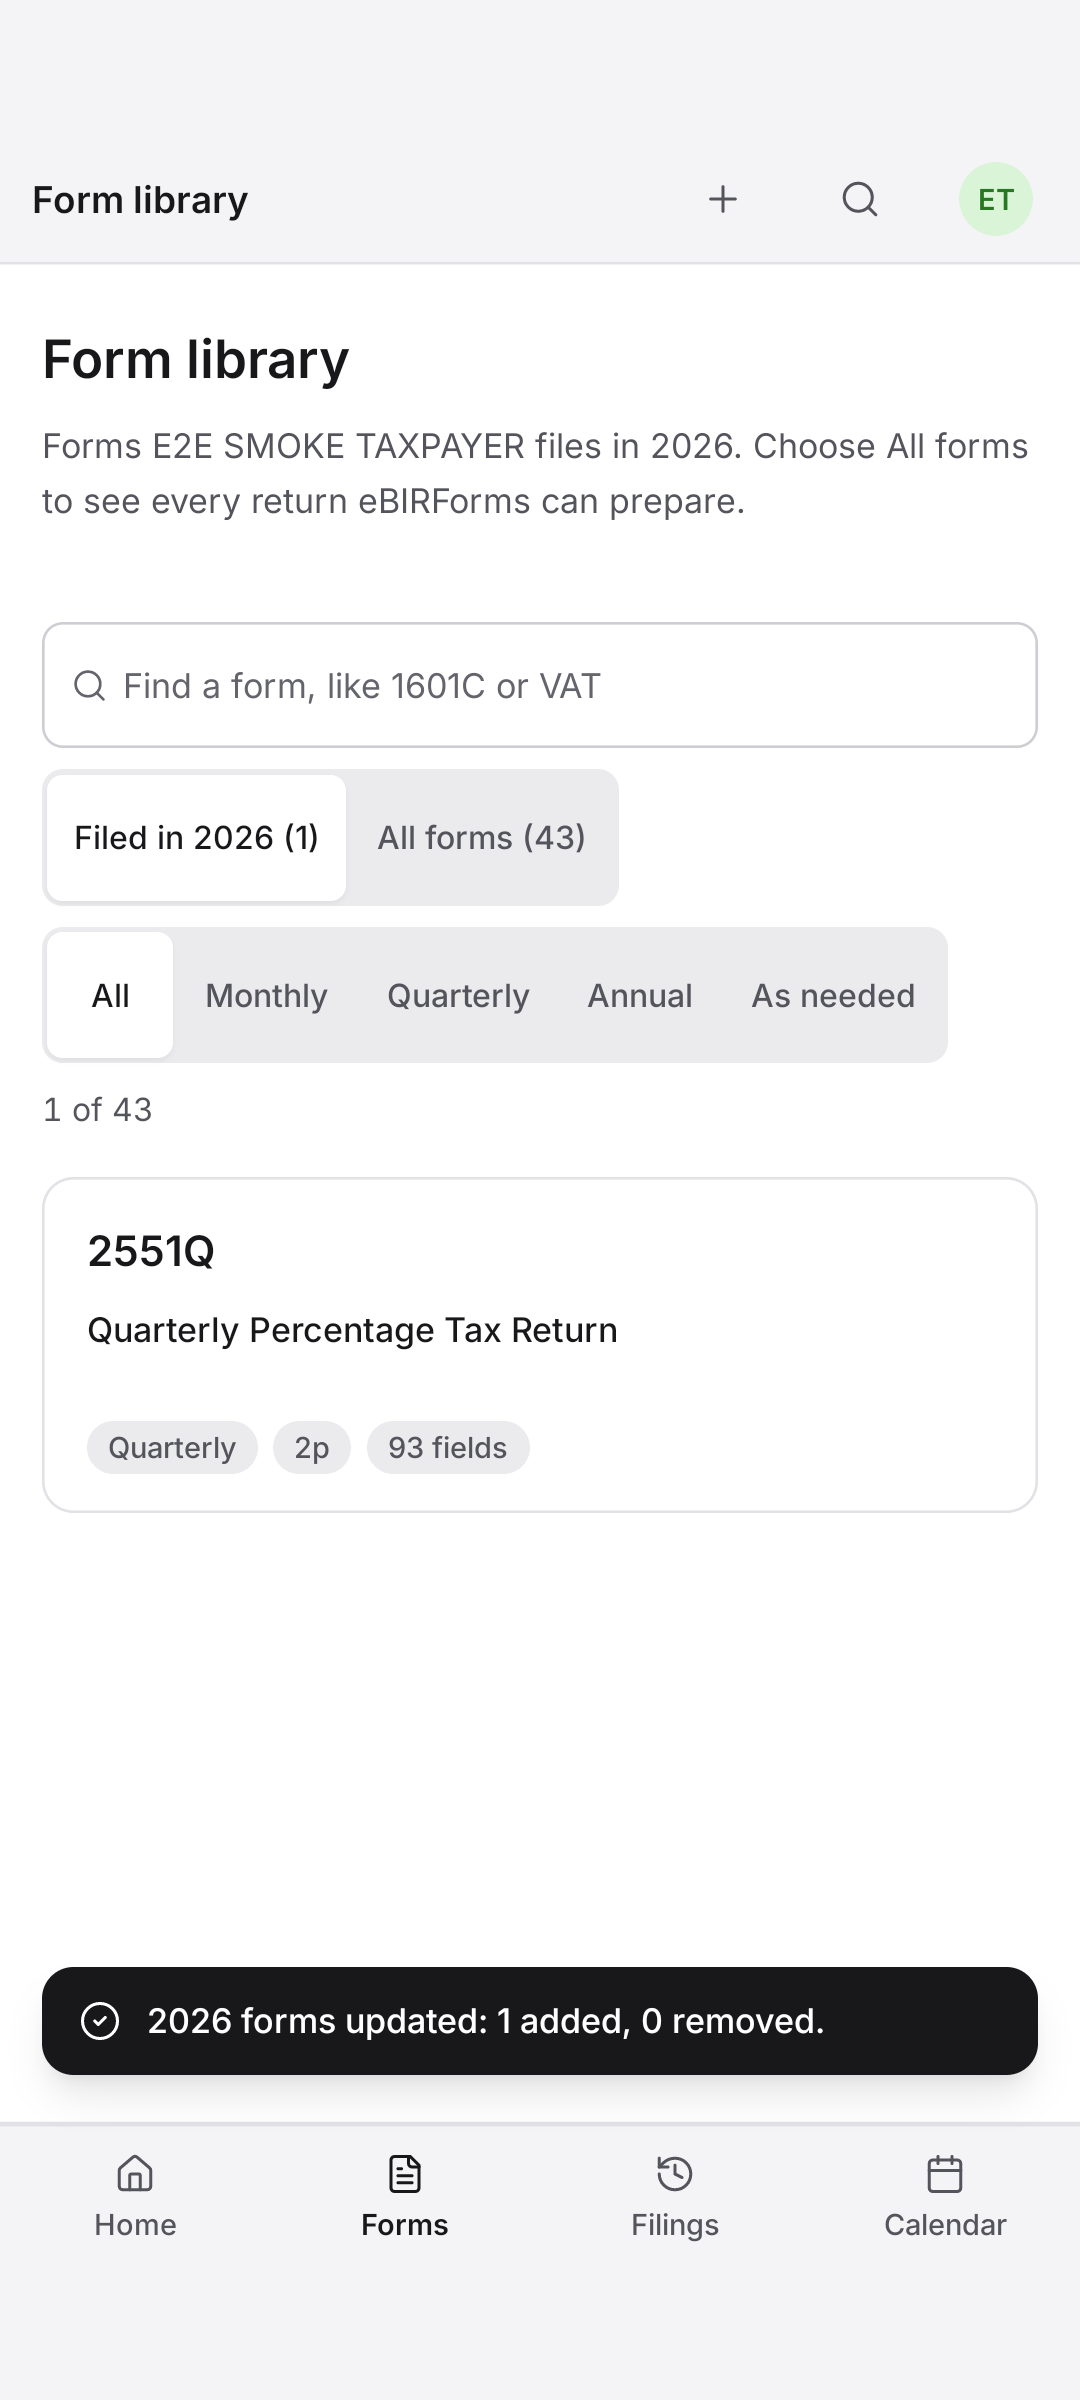 Form library
ET
Form library
Forms E2E SMOKE TAXPAYER files in 2026. Choose All forms
to see every return eBIRForms can prepare.
Find a form, like 1601C or VAT
Filed in 2026 (1) All forms (43)
All Monthly Quarterly Annual As needed
1 of 43
2551Q
Quarterly Percentage Tax Return
Quarterly 2p 93 fields
2026 forms updated: 1 added, 0 removed.
Home Forms Filings Calendar